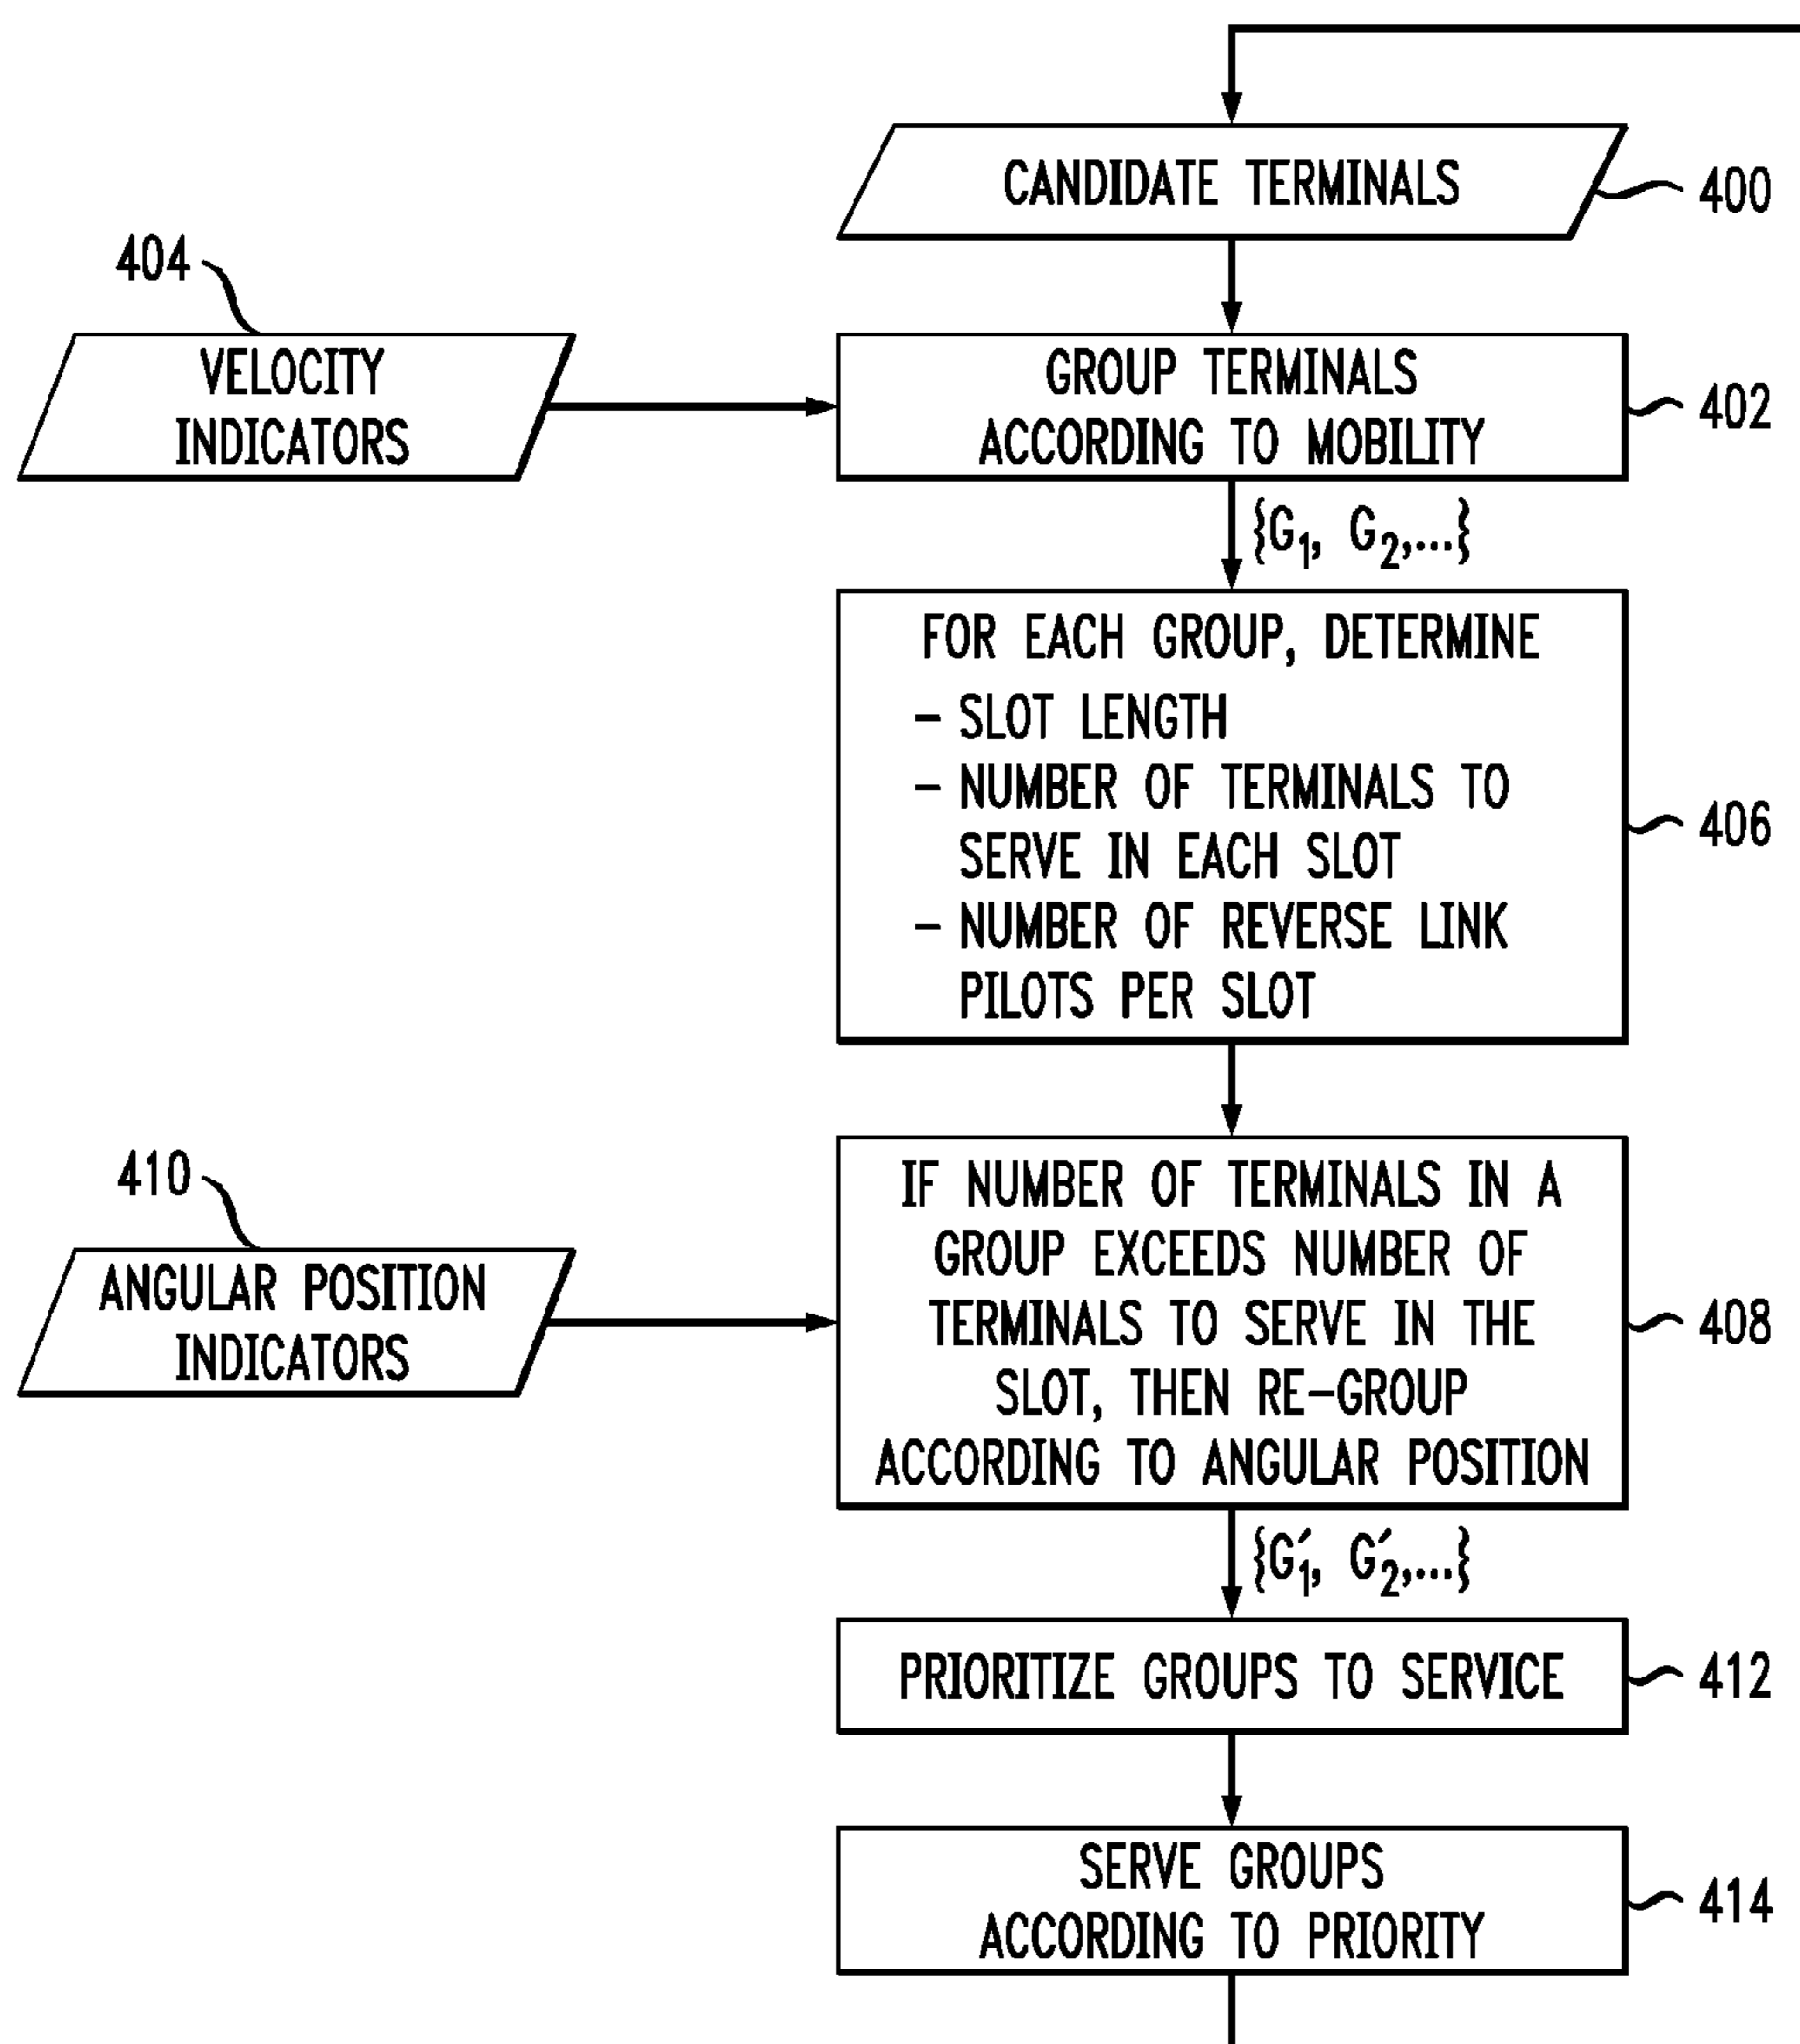 CANDIDATE TERMINALS
400
404
VELOCITY
INDICATORS
GROUP TERMINALS
ACCORDING TO MOBILITY
402
{G1, G2,...}
FOR EACH GROUP, DETERMINE
- SLOT LENGTH
- NUMBER OF TERMINALS TO
SERVE IN EACH SLOT
- NUMBER OF REVERSE LINK
PILOTS PER SLOT
406
410
ANGULAR POSITION
INDICATORS
IF NUMBER OF TERMINALS IN A
GROUP EXCEEDS NUMBER OF
TERMINALS TO SERVE IN THE
SLOT, THEN RE-GROUP
ACCORDING TO ANGULAR POSITION
408
{G′1, G′2,...}
PRIORITIZE GROUPS TO SERVICE
412
SERVE GROUPS
ACCORDING TO PRIORITY
414